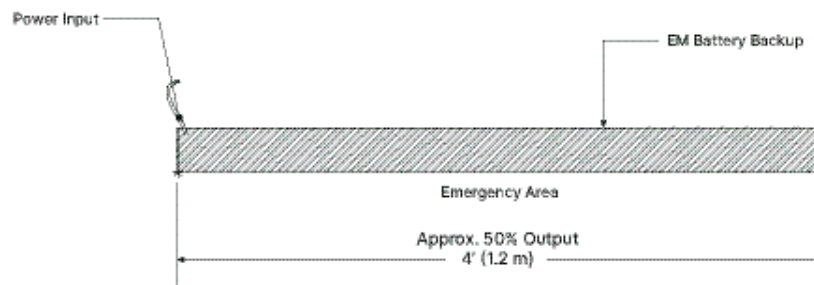 Power Input
EM Battery Backup
Emergency Area
Approx. 50% Output
4' (1.2 m)